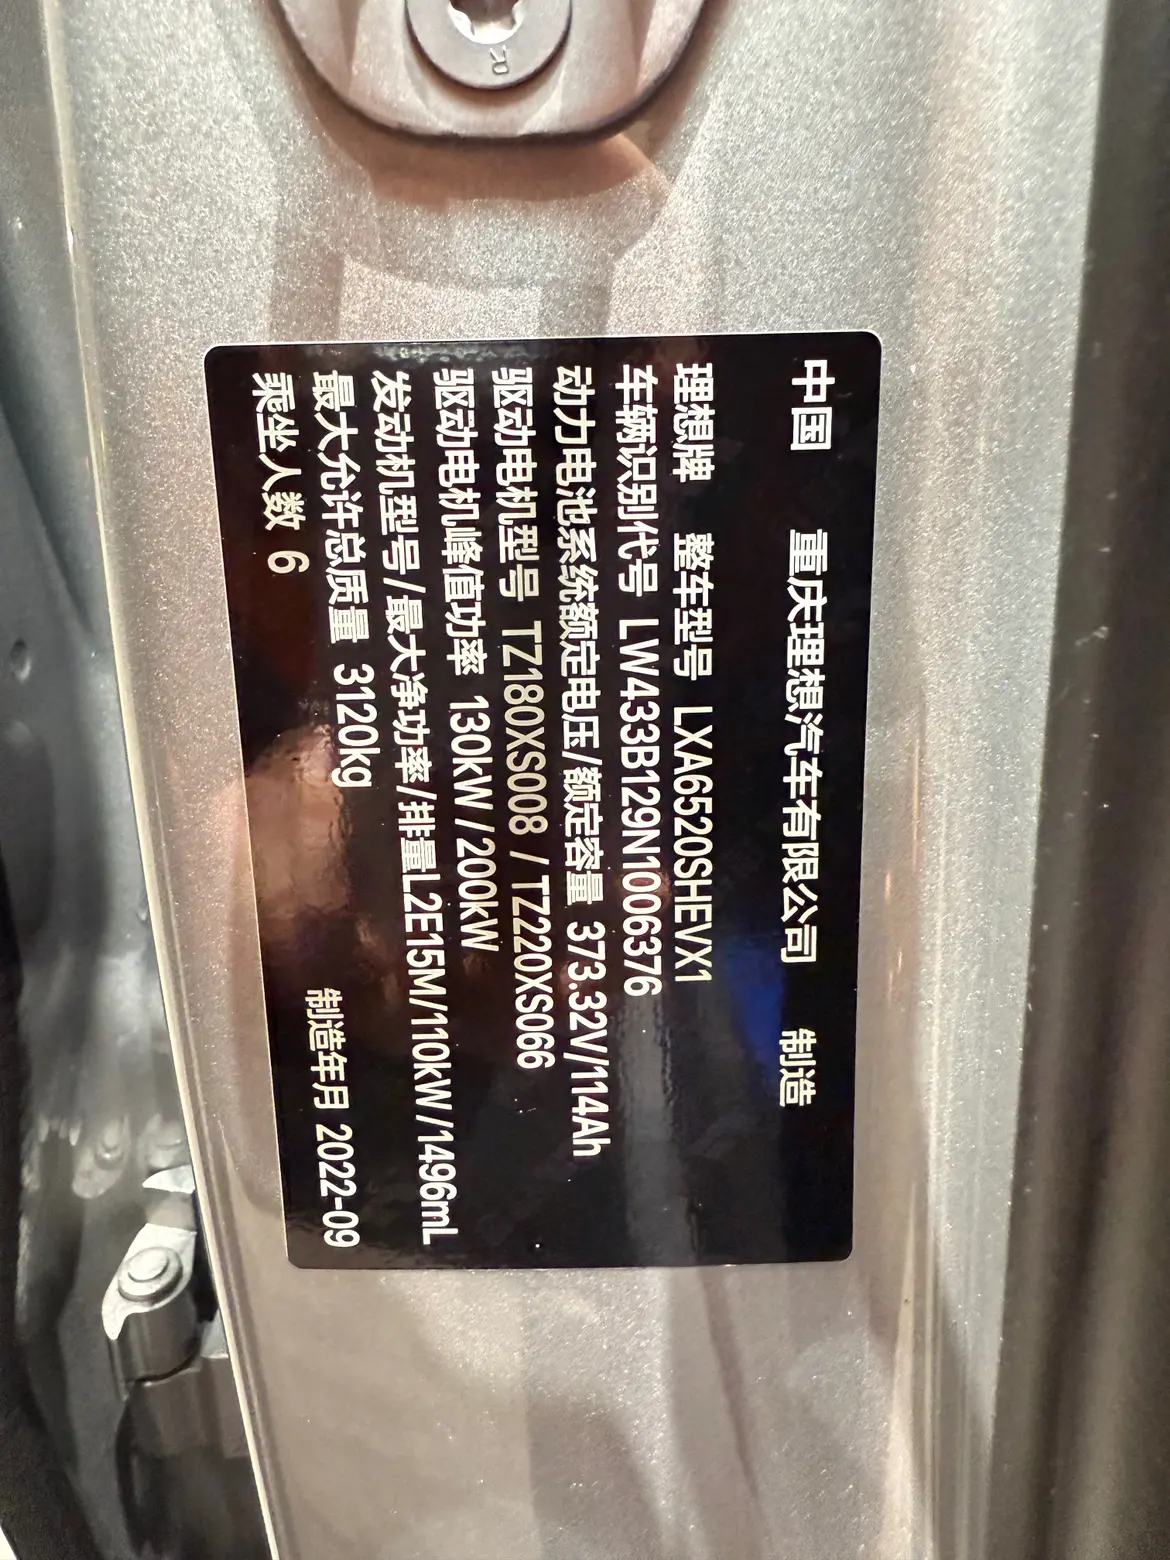 中国 重庆理想汽车有限公司 制造
理想牌 整车型号 LXA6520SHEVX1
车辆识别代号 LW433B129N1006376
动力电池系统额定电压/额定容量 373.32V/114Ah
驱动电机型号 TZ180XS008 / TZ220XS066
驱动电机峰值功率 130kW / 200kW
发动机型号/最大净功率/排量L2E15M/110kW/1496mL
最大允许总质量 3120kg
乘坐人数 6 制造年月 2022-09